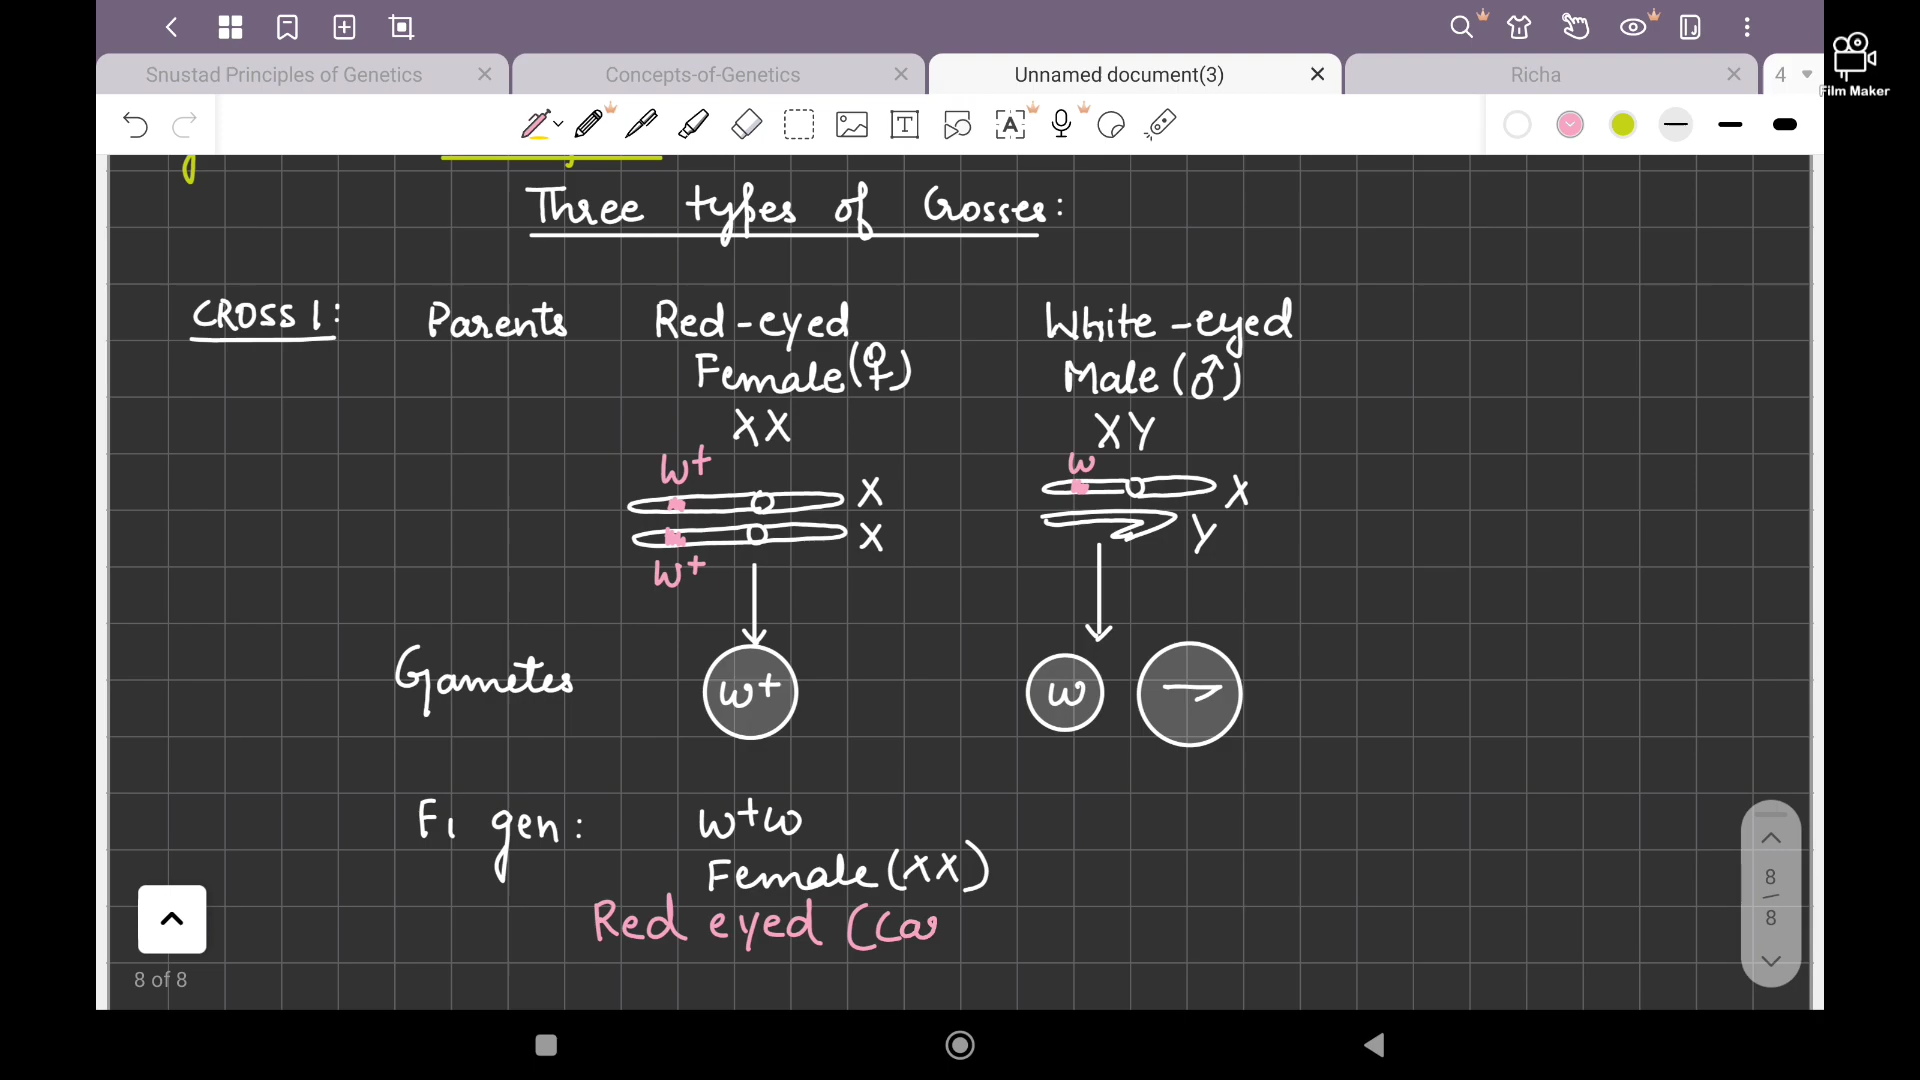 Film Maker
Snustad Principles of Genetics
Concepts-of-Genetics
Unnamed document(3)
Richa
4
Three types of Crosses:
CROSS 1: Parents Red-eyed White-eyed
Female(♀) Male (♂)
XX XY
w+ w
X X
X Y
w+
Gametes w+ w
F1 gen: w+w
Female (XX)
Red eyed (Car
8
8
8 of 8